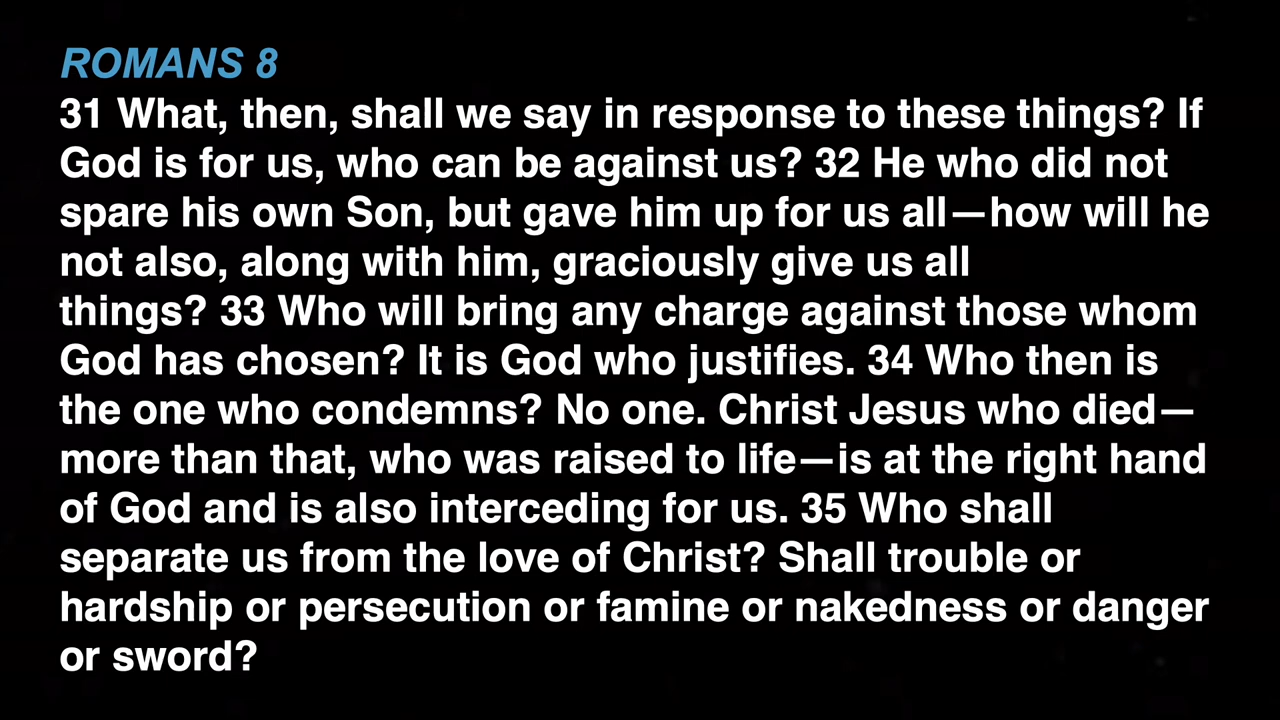 ROMANS 8
31 What, then, shall we say in response to these things? If
God is for us, who can be against us? 32 He who did not
spare his own Son, but gave him up for us all—how will he
not also, along with him, graciously give us all
things? 33 Who will bring any charge against those whom
God has chosen? It is God who justifies. 34 Who then is
the one who condemns? No one. Christ Jesus who died—
more than that, who was raised to life—is at the right hand
of God and is also interceding for us. 35 Who shall
separate us from the love of Christ? Shall trouble or
hardship or persecution or famine or nakedness or danger
or sword?